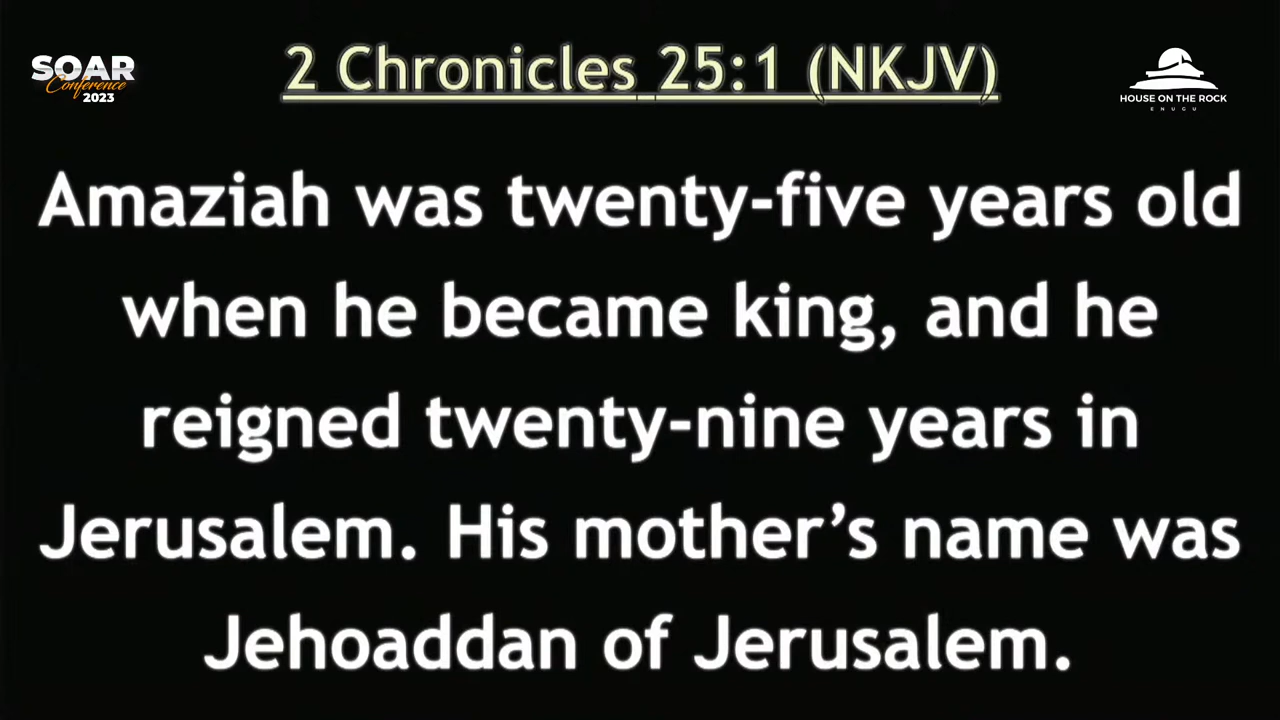 SOAR
Conference
2023
2 Chronicles 25:1 (NKJV)
HOUSE ON THE ROCK
ENUGU
Amaziah was twenty-five years old
when he became king, and he
reigned twenty-nine years in
Jerusalem. His mother’s name was
Jehoaddan of Jerusalem.